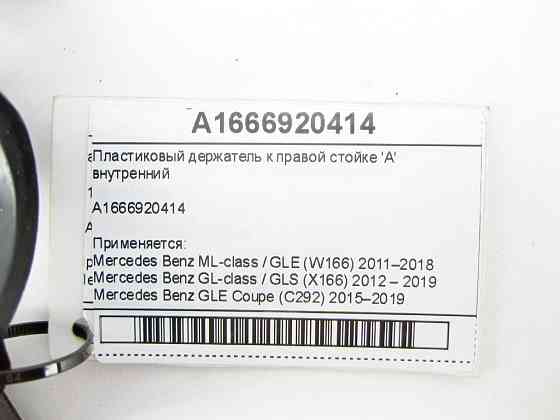 A1666920414
Пластиковый держатель к правой стойке 'А'
внутренний
A1666920414
Применяется:
Mercedes Benz ML-class / GLE (W166) 2011–2018
Mercedes Benz GL-class / GLS (X166) 2012 – 2019
Mercedes Benz GLE Coupe (C292) 2015–2019